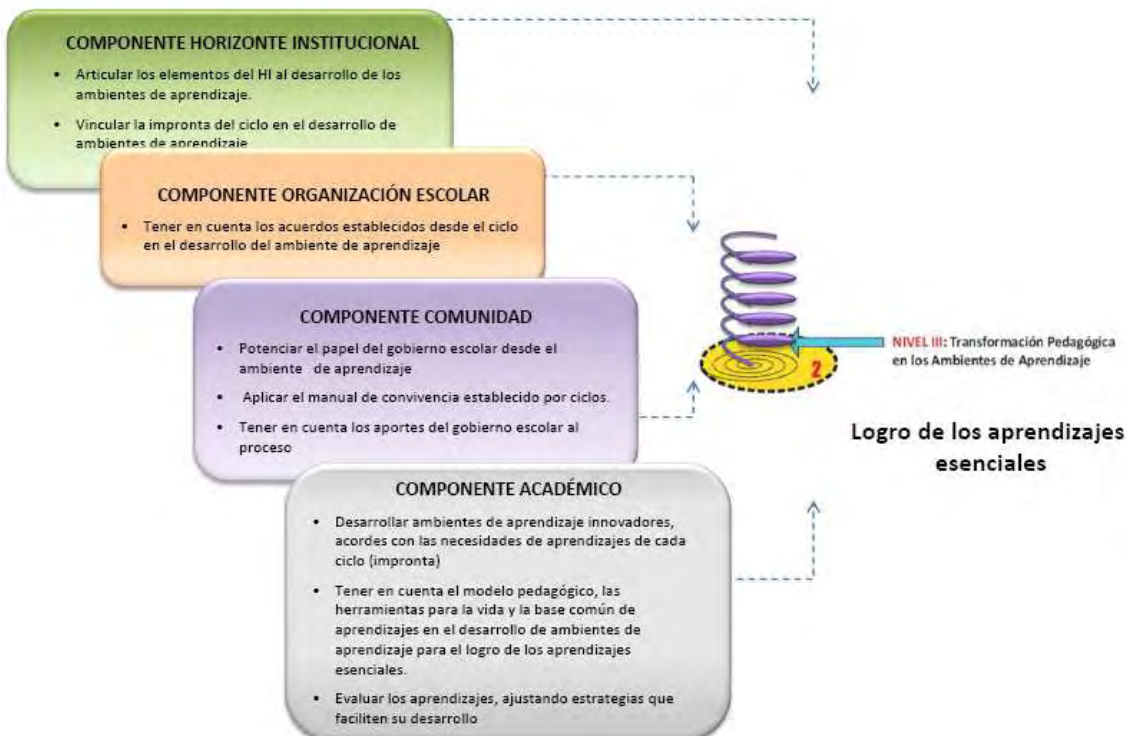 COMPONENTE HORIZONTE INSTITUCIONAL
• Articular los elementos del HI al desarrollo de los
ambientes de aprendizaje.
• Vincular la impronta del ciclo en el desarrollo de
ambientes de aprendizaje
COMPONENTE ORGANIZACIÓN ESCOLAR
• Tener en cuenta los acuerdos establecidos desde el ciclo
en el desarrollo del ambiente de aprendizaje
COMPONENTE COMUNIDAD
• Potenciar el papel del gobierno escolar desde el
ambiente de aprendizaje
• Aplicar el manual de convivencia establecido por ciclos.
• Tener en cuenta los aportes del gobierno escolar al
proceso
COMPONENTE ACADÉMICO
• Desarrollar ambientes de aprendizaje innovadores,
acordes con las necesidades de aprendizajes de cada
ciclo (impronta)
• Tener en cuenta el modelo pedagógico, las
herramientas para la vida y la base común de
aprendizajes en el desarrollo de ambientes de
aprendizaje para el logro de los aprendizajes
esenciales.
• Evaluar los aprendizajes, ajustando estrategias que
faciliten su desarrollo
2
NIVEL III: Transformación Pedagógica
en los Ambientes de Aprendizaje
Logro de los aprendizajes
esenciales